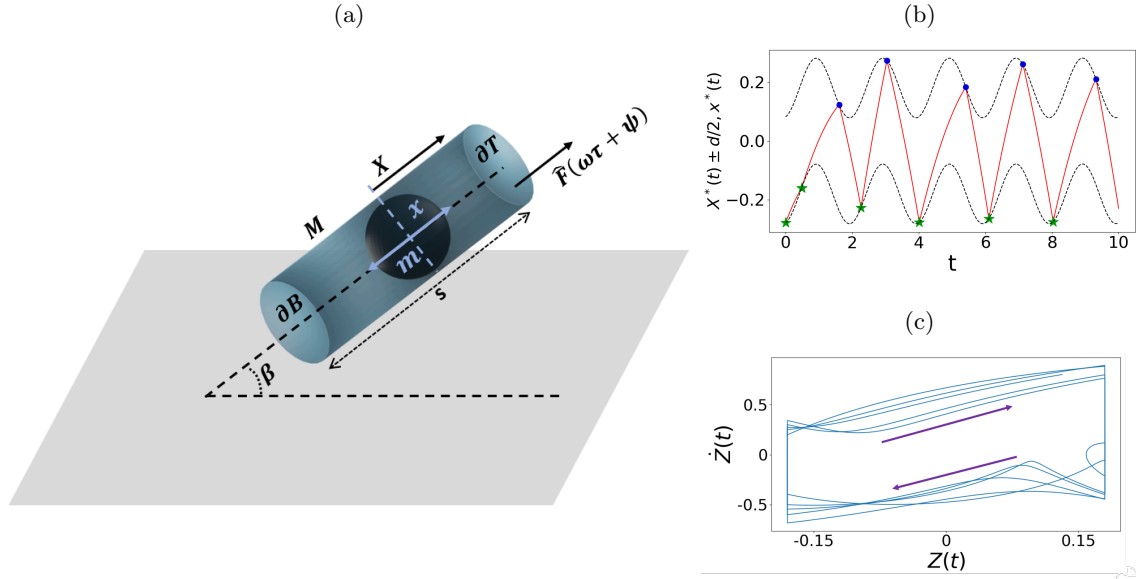 (a)
M
X
∂T
F̂(ωτ + ψ)
x
m
∂B
s
β
(b)
X*(t) ± d/2, x*(t)
0.2
0.0
−0.2
0 2 4 6 8 10
t
(c)
Ż(t)
0.5
0
-0.5
-0.15 0 0.15
Z(t)